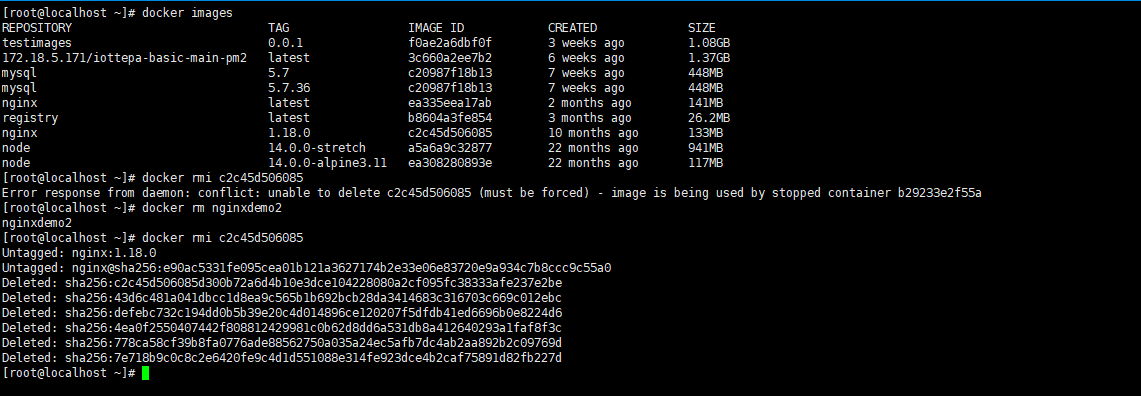 [root@localhost ~]# docker images
REPOSITORY TAG IMAGE ID CREATED SIZE
testimages 0.0.1 f0ae2a6dbf0f 3 weeks ago 1.08GB
172.18.5.171/iottepa-basic-main-pm2 latest 3c660a2ee7b2 6 weeks ago 1.37GB
mysql 5.7 c20987f18b13 7 weeks ago 448MB
mysql 5.7.36 c20987f18b13 7 weeks ago 448MB
nginx latest ea335eea17ab 2 months ago 141MB
registry latest b8604a3fe854 3 months ago 26.2MB
nginx 1.18.0 c2c45d506085 10 months ago 133MB
node 14.0.0-stretch a5a6a9c32877 22 months ago 941MB
node 14.0.0-alpine3.11 ea308280893e 22 months ago 117MB
[root@localhost ~]# docker rmi c2c45d506085
Error response from daemon: conflict: unable to delete c2c45d506085 (must be forced) - image is being used by stopped container b29233e2f55a
[root@localhost ~]# docker rm nginxdemo2
nginxdemo2
[root@localhost ~]# docker rmi c2c45d506085
Untagged: nginx:1.18.0
Untagged: nginx@sha256:e90ac5331fe095cea01b121a3627174b2e33e06e83720e9a934c7b8ccc9c55a0
Deleted: sha256:c2c45d506085d300b72a6d4b10e3dce104228080a2cf095fc38333afe237e2be
Deleted: sha256:43d6c481a041dbcc1d8ea9c565b1b692bcb28da3414683c316703c669c012ebc
Deleted: sha256:defebc732c194dd0b5b39e20c4d014896ce120207f5dfdb41ed6696b0e8224d6
Deleted: sha256:4ea0f2550407442f808812429981c0b62d8dd6a531db8a412640293a1faf8f3c
Deleted: sha256:778ca58cf39b8fa0776ade88562750a035a24ec5afb7dc4ab2aa892b2c09769d
Deleted: sha256:7e718b9c0c8c2e6420fe9c4d1d551088e314fe923dce4b2caf75891d82fb227d
[root@localhost ~]#